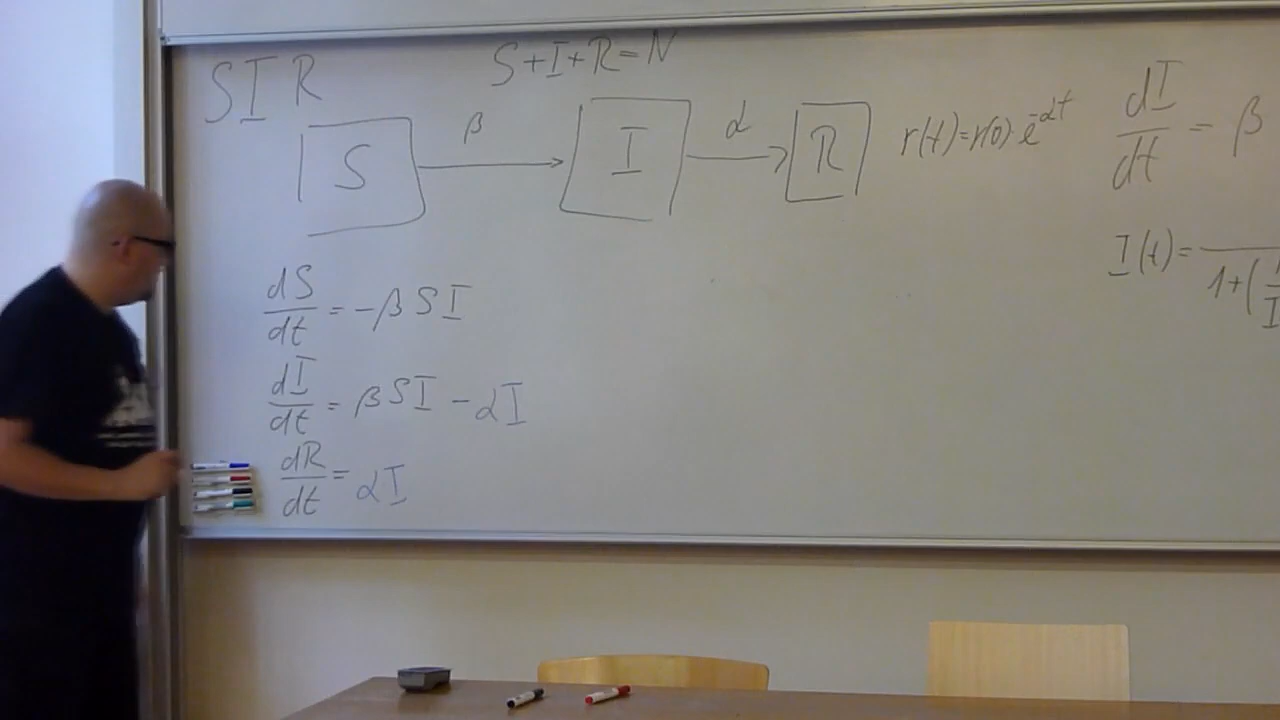 SIR
S+I+R=N
S
β
I
α
R
r(t)=r(0)·e^{-αt}
dS/dt = -βSI
dI/dt = βSI - αI
dR/dt = αI
dI/dt = β
I(t)=
1+(
I